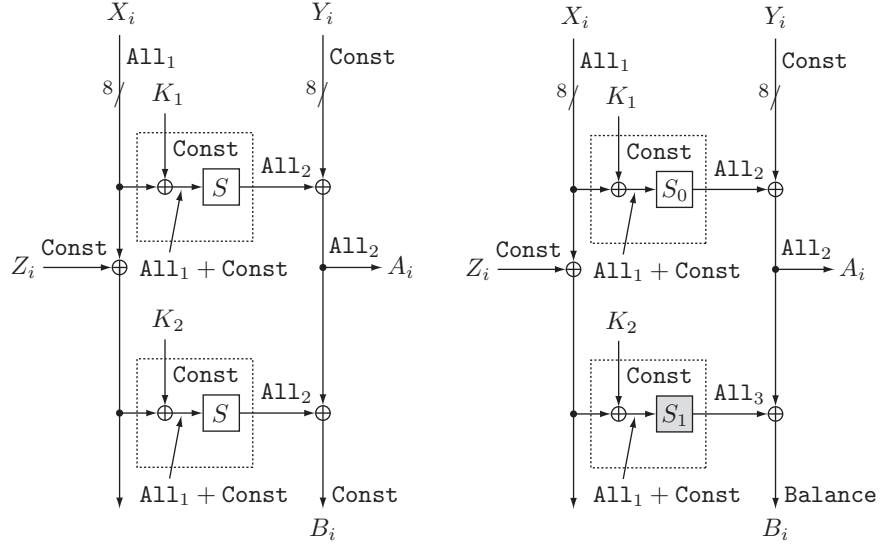 X_i Y_i
All_1 Const
8 8
K_1
Const
S All_2
Const All_2
Z_i All_1 + Const A_i
K_2
Const
S All_2
All_1 + Const Const
B_i
X_i Y_i
All_1 Const
8 8
K_1
Const
S_0 All_2
Const All_2
Z_i All_1 + Const A_i
K_2
Const
S_1 All_3
All_1 + Const Balance
B_i